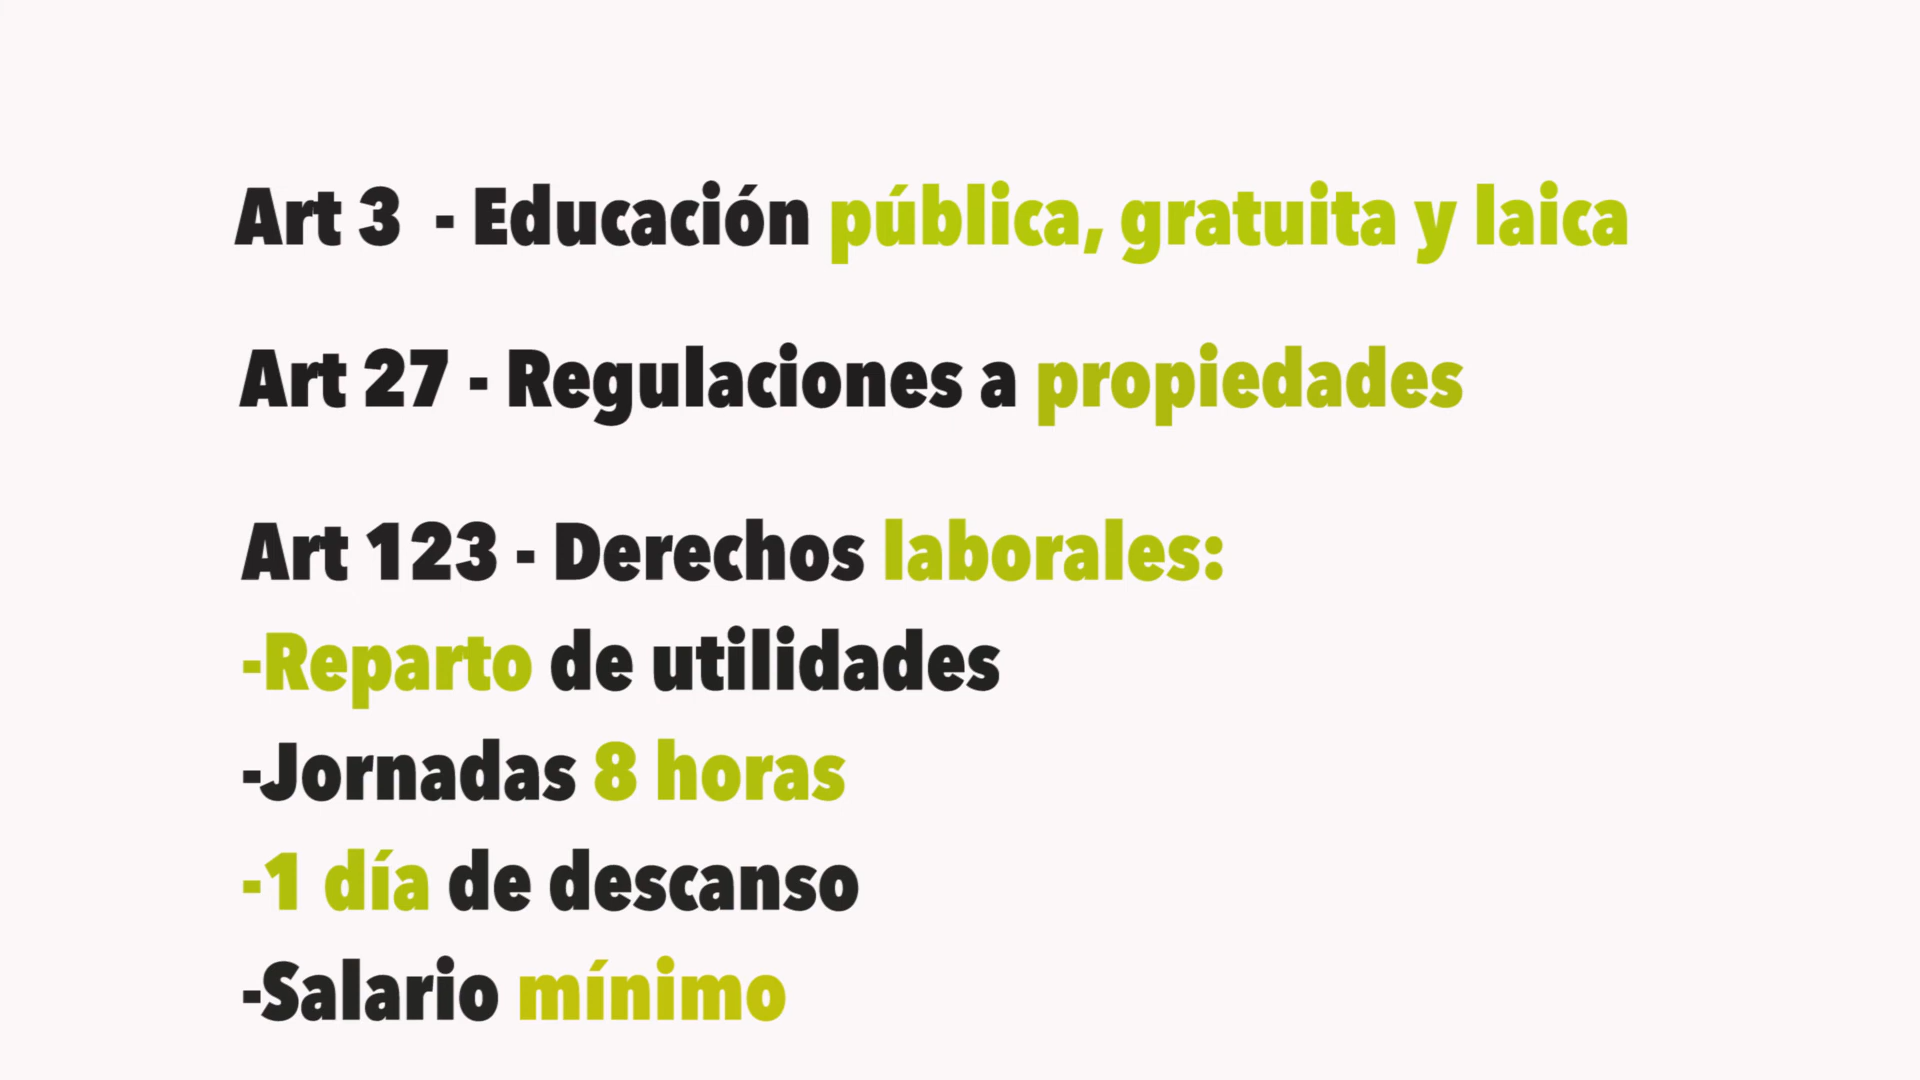 Art 3 - Educación pública, gratuita y laica
Art 27 - Regulaciones a propiedades
Art 123 - Derechos laborales:
-Reparto de utilidades
-Jornadas 8 horas
-1 día de descanso
-Salario mínimo